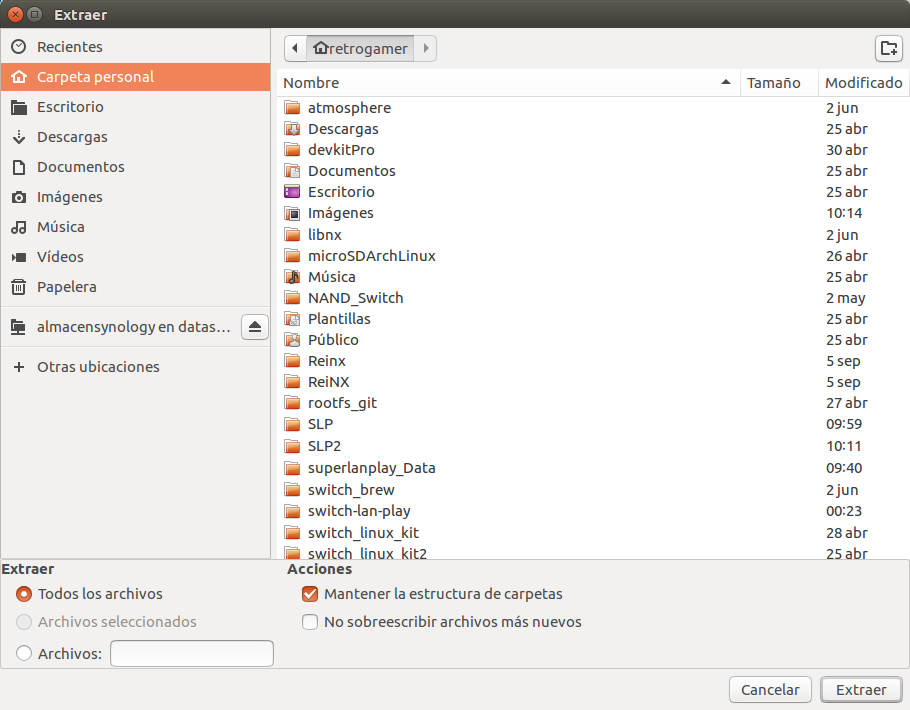 Extraer
Recientes
Carpeta personal
Escritorio
Descargas
Documentos
Imágenes
Música
Vídeos
Papelera
almacensynology en datas...
Otras ubicaciones
retrogamer
Nombre Tamaño Modificado
atmosphere 2 jun
Descargas 25 abr
devkitPro 30 abr
Documentos 25 abr
Escritorio 25 abr
Imágenes 10:14
libnx 2 jun
microSDArchLinux 26 abr
Música 25 abr
NAND_Switch 2 may
Plantillas 25 abr
Público 25 abr
Reinx 5 sep
ReiNX 5 sep
rootfs_git 27 abr
SLP 09:59
SLP2 10:11
superlanplay_Data 09:40
switch_brew 2 jun
switch-lan-play 00:23
switch_linux_kit 28 abr
switch_linux_kit2 25 abr
Extraer
Todos los archivos
Archivos seleccionados
Archivos:
Acciones
Mantener la estructura de carpetas
No sobreescribir archivos más nuevos
Cancelar Extraer